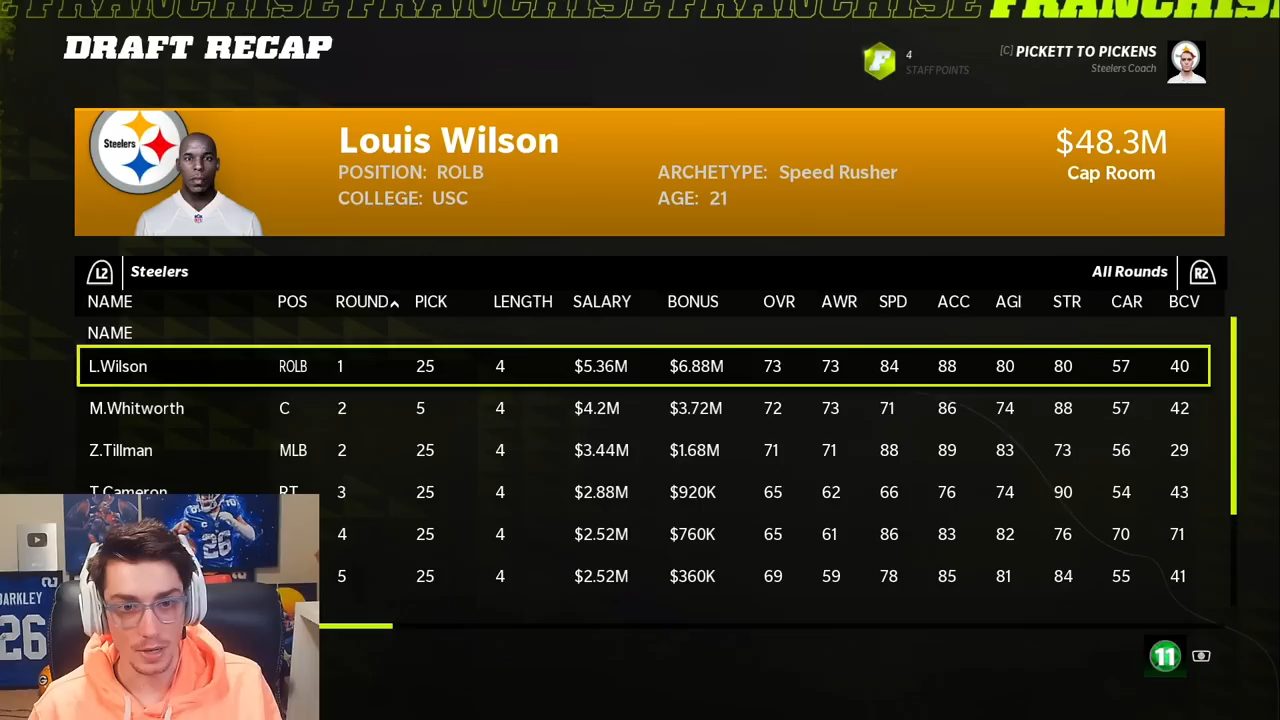 FRANCHISE FRANCHISE FRANCHISE FRANCHISE
DRAFT RECAP
4
STAFF POINTS
[C] PICKETT TO PICKENS
Steelers Coach
Steelers
Louis Wilson
POSITION: ROLB
ARCHETYPE: Speed Rusher
COLLEGE: USC
AGE: 21
$48.3M
Cap Room
L2 Steelers
All Rounds R2
NAME POS ROUND PICK LENGTH SALARY BONUS OVR AWR SPD ACC AGI STR CAR BCV
NAME
L.Wilson ROLB 1 25 4 $5.36M $6.88M 73 73 84 88 80 80 57 40
M.Whitworth C 2 5 4 $4.2M $3.72M 72 73 71 86 74 88 57 42
Z.Tillman MLB 2 25 4 $3.44M $1.68M 71 71 88 89 83 73 56 29
T.Cameron RT 3 25 4 $2.88M $920K 65 62 66 76 74 90 54 43
4 25 4 $2.52M $760K 65 61 86 83 82 76 70 71
5 25 4 $2.52M $360K 69 59 78 85 81 84 55 41
26
ARKLEY
26
11